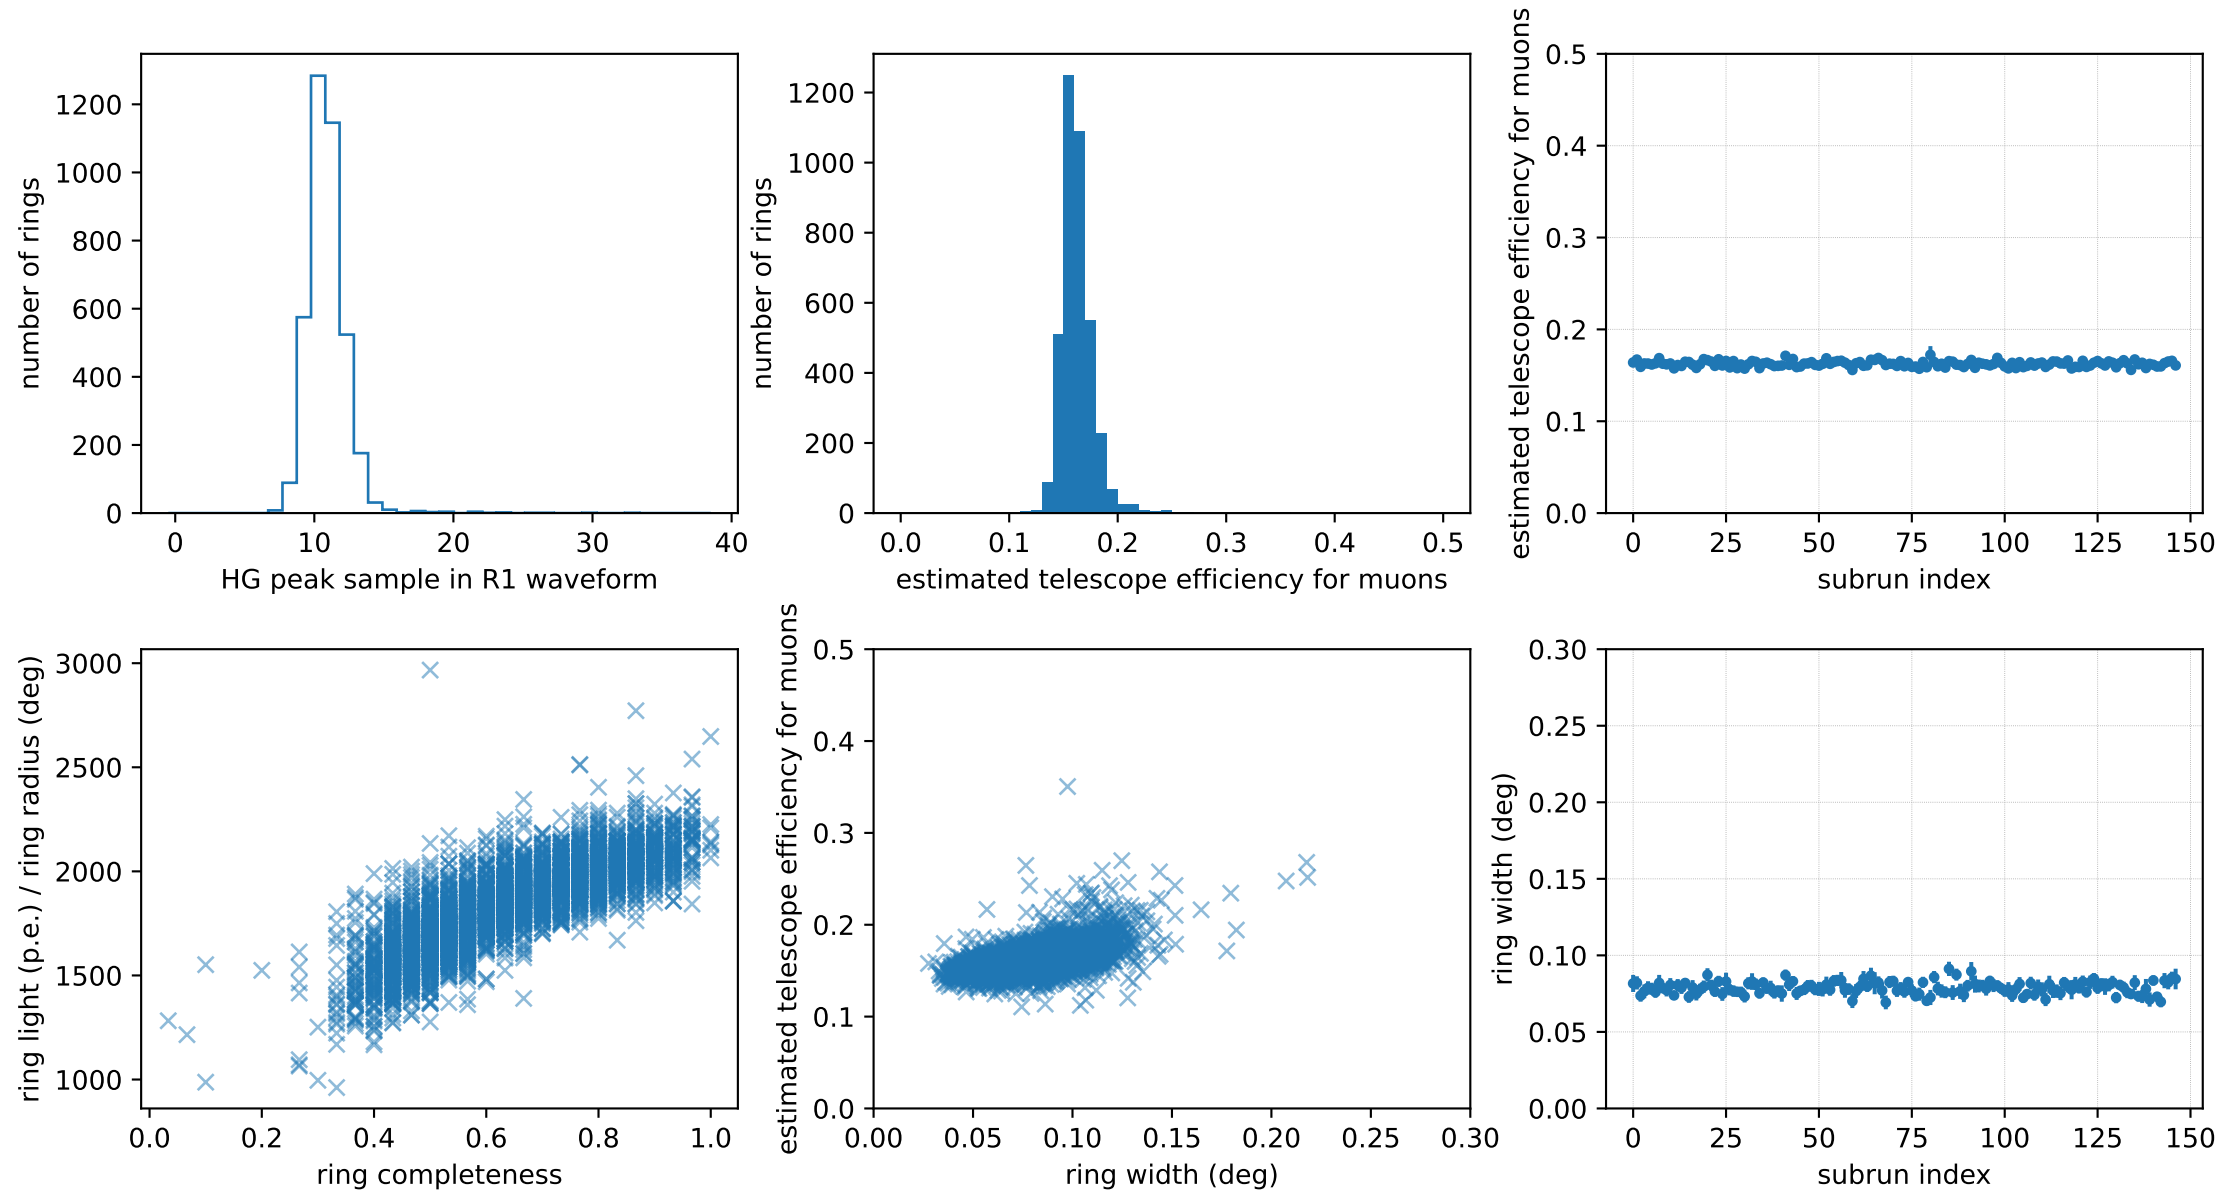 number of rings
1200
1000
800
600
400
200
0
0 10 20 30 40
HG peak sample in R1 waveform
number of rings
1200
1000
800
600
400
200
0
0.0 0.1 0.2 0.3 0.4 0.5
estimated telescope efficiency for muons
estimated telescope efficiency for muons
0.5
0.4
0.3
0.2
0.1
0.0
0 25 50 75 100 125 150
subrun index
ring light (p.e.) / ring radius (deg)
3000
2500
2000
1500
1000
0.0 0.2 0.4 0.6 0.8 1.0
ring completeness
estimated telescope efficiency for muons
0.5
0.4
0.3
0.2
0.1
0.0
0.00 0.05 0.10 0.15 0.20 0.25 0.30
ring width (deg)
ring width (deg)
0.30
0.25
0.20
0.15
0.10
0.05
0.00
0 25 50 75 100 125 150
subrun index